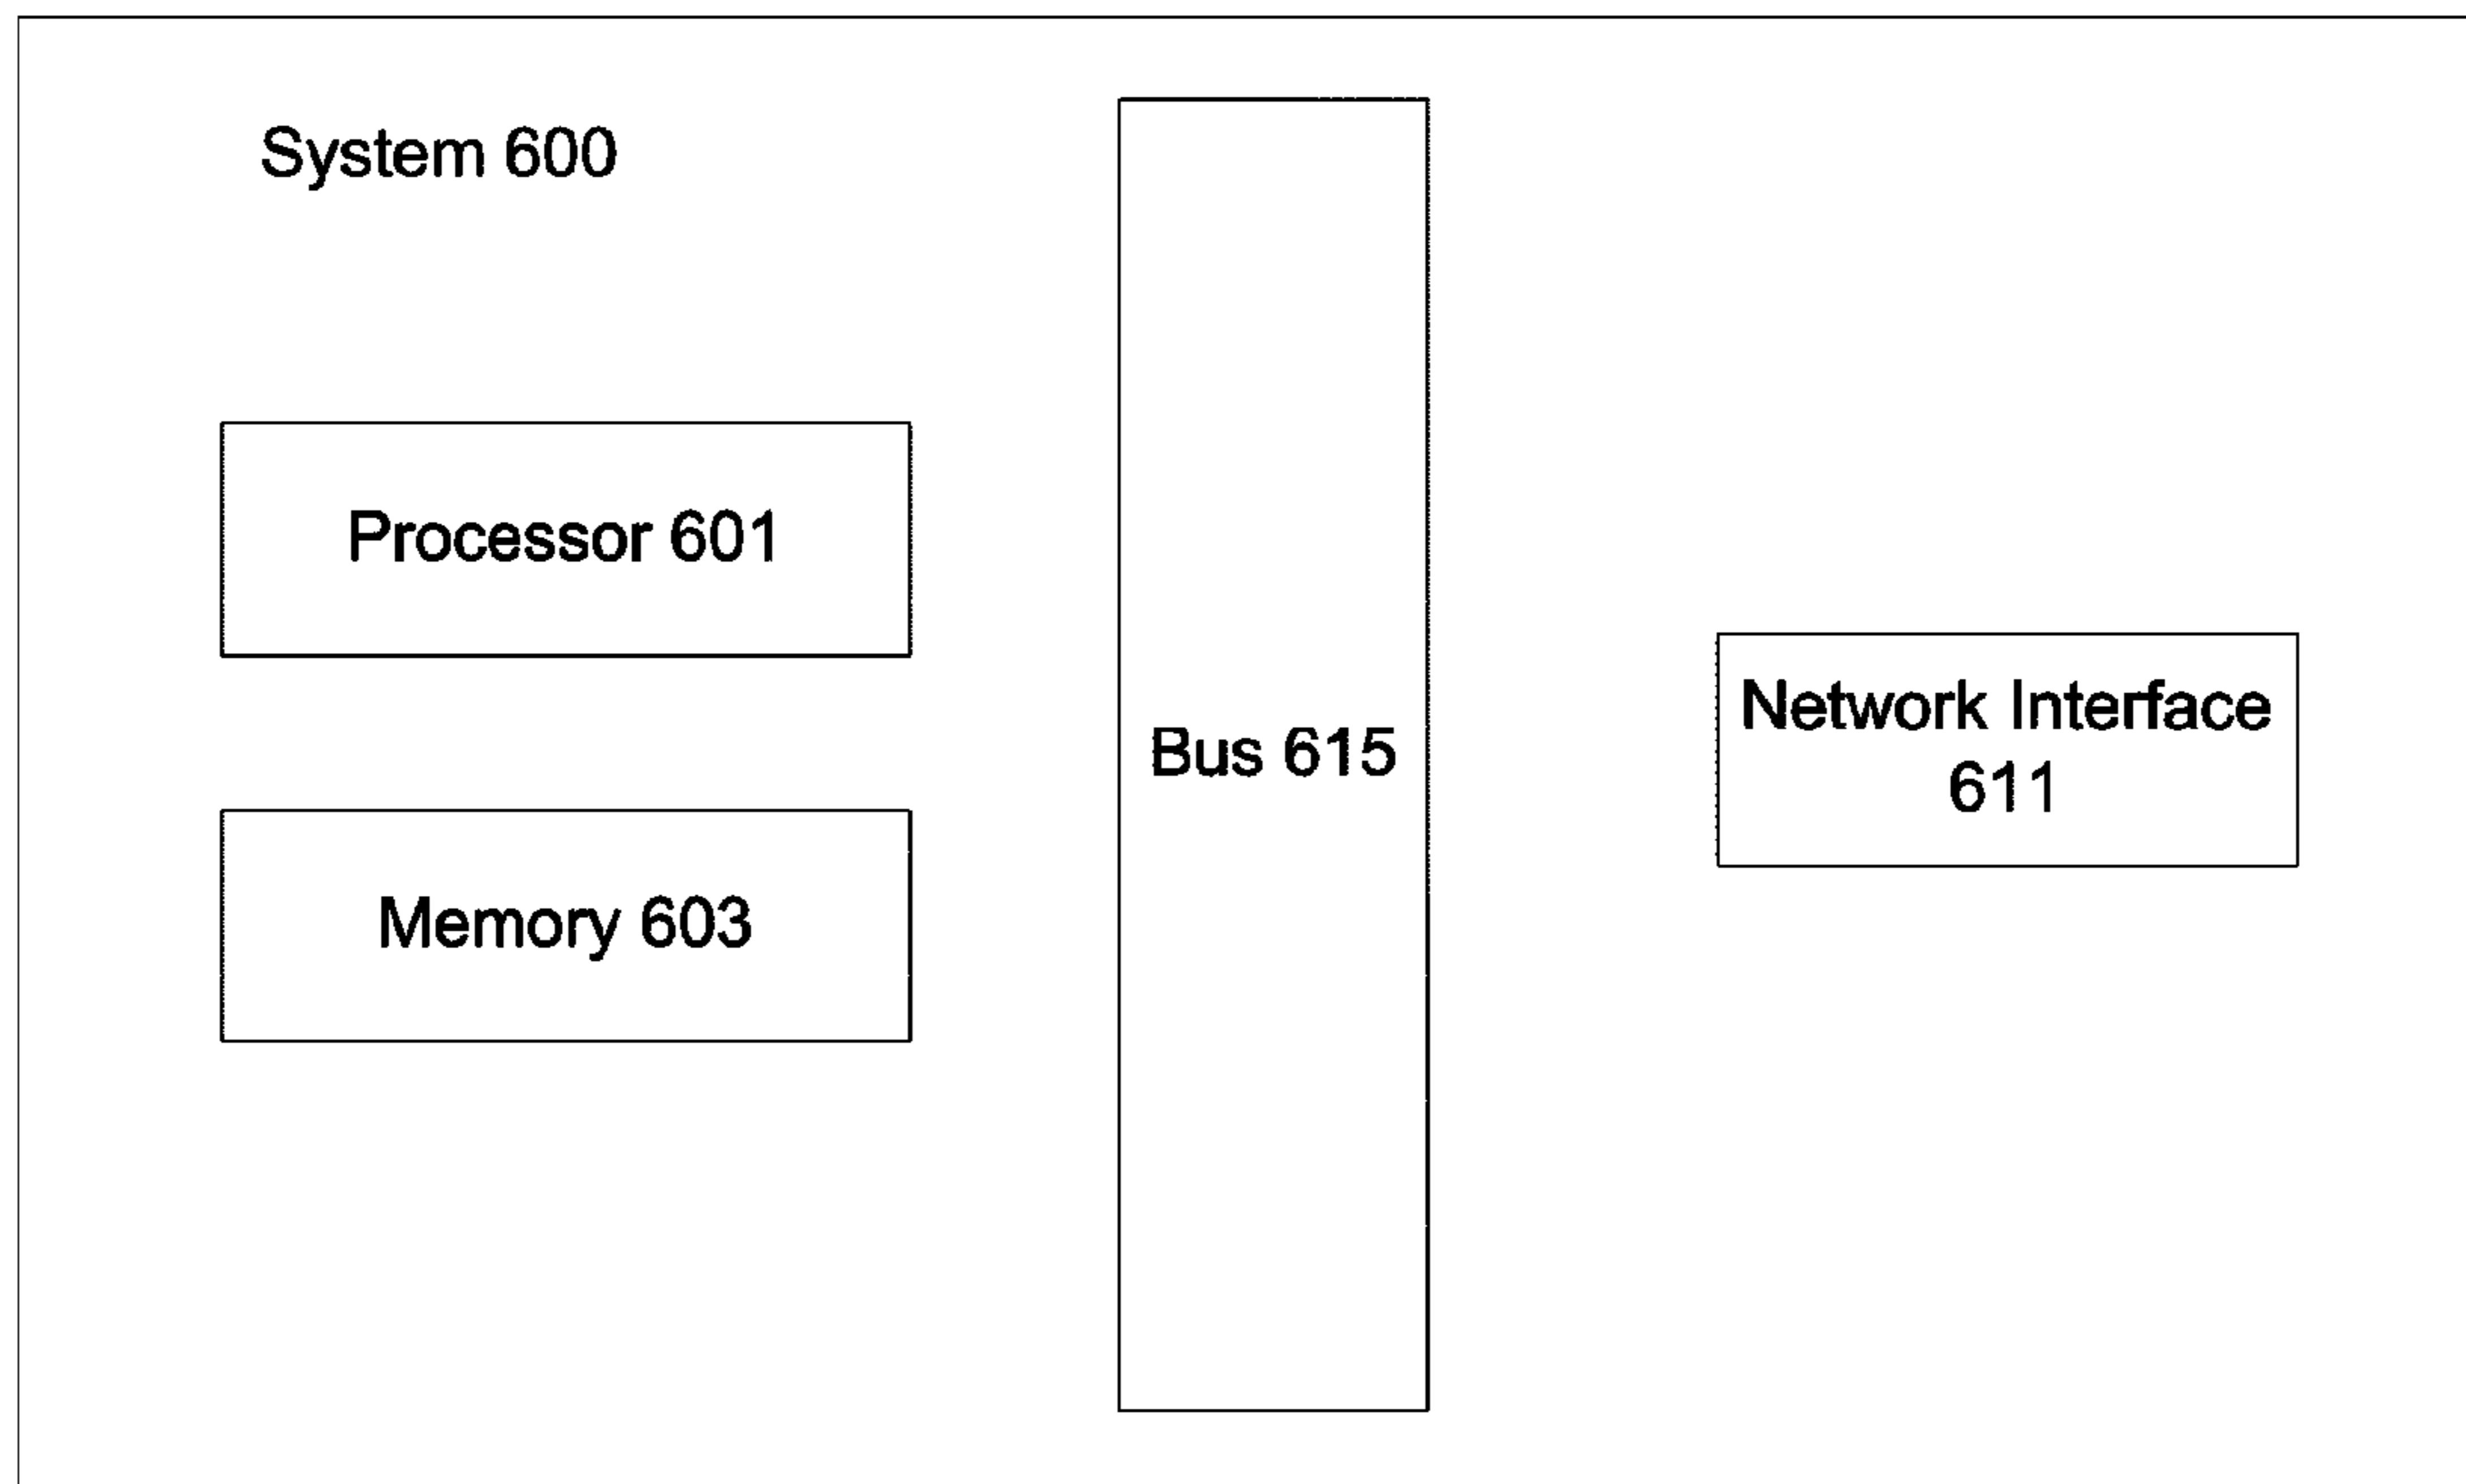 System 600
Processor 601
Memory 603
Bus 615
Network Interface
611